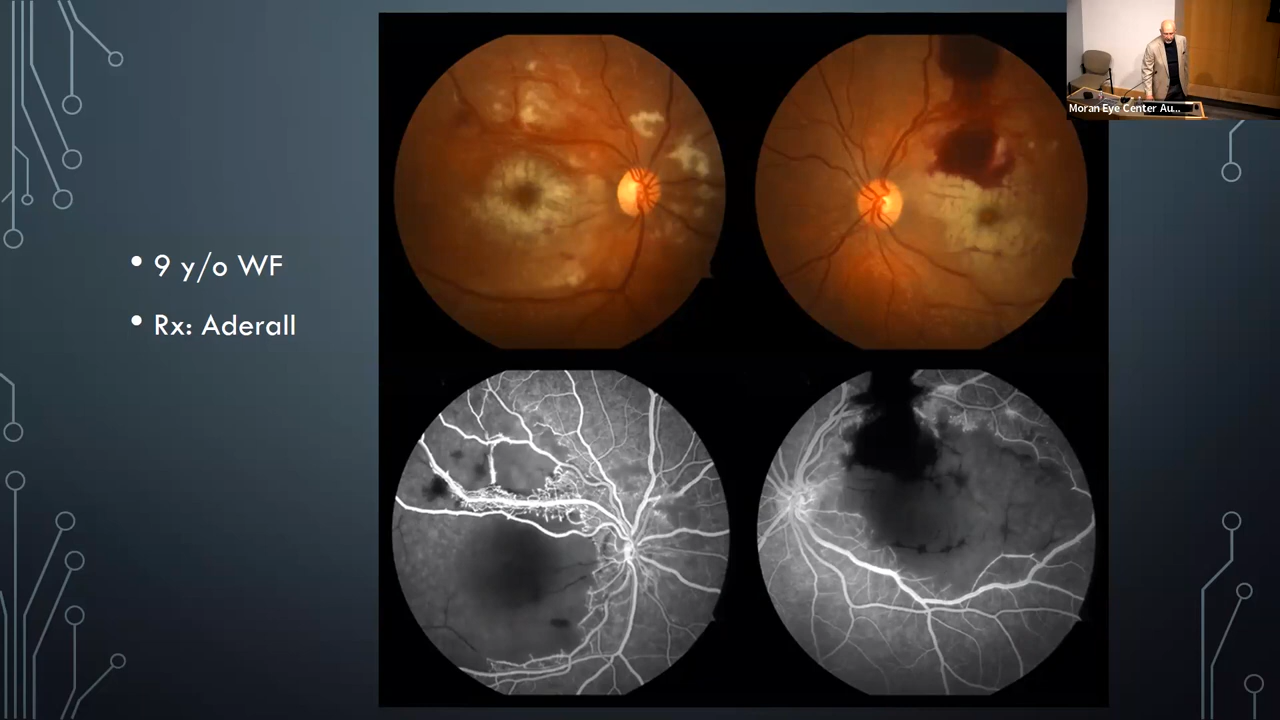 • 9 y/o WF
• Rx: Aderall
Moran Eye Center Au...